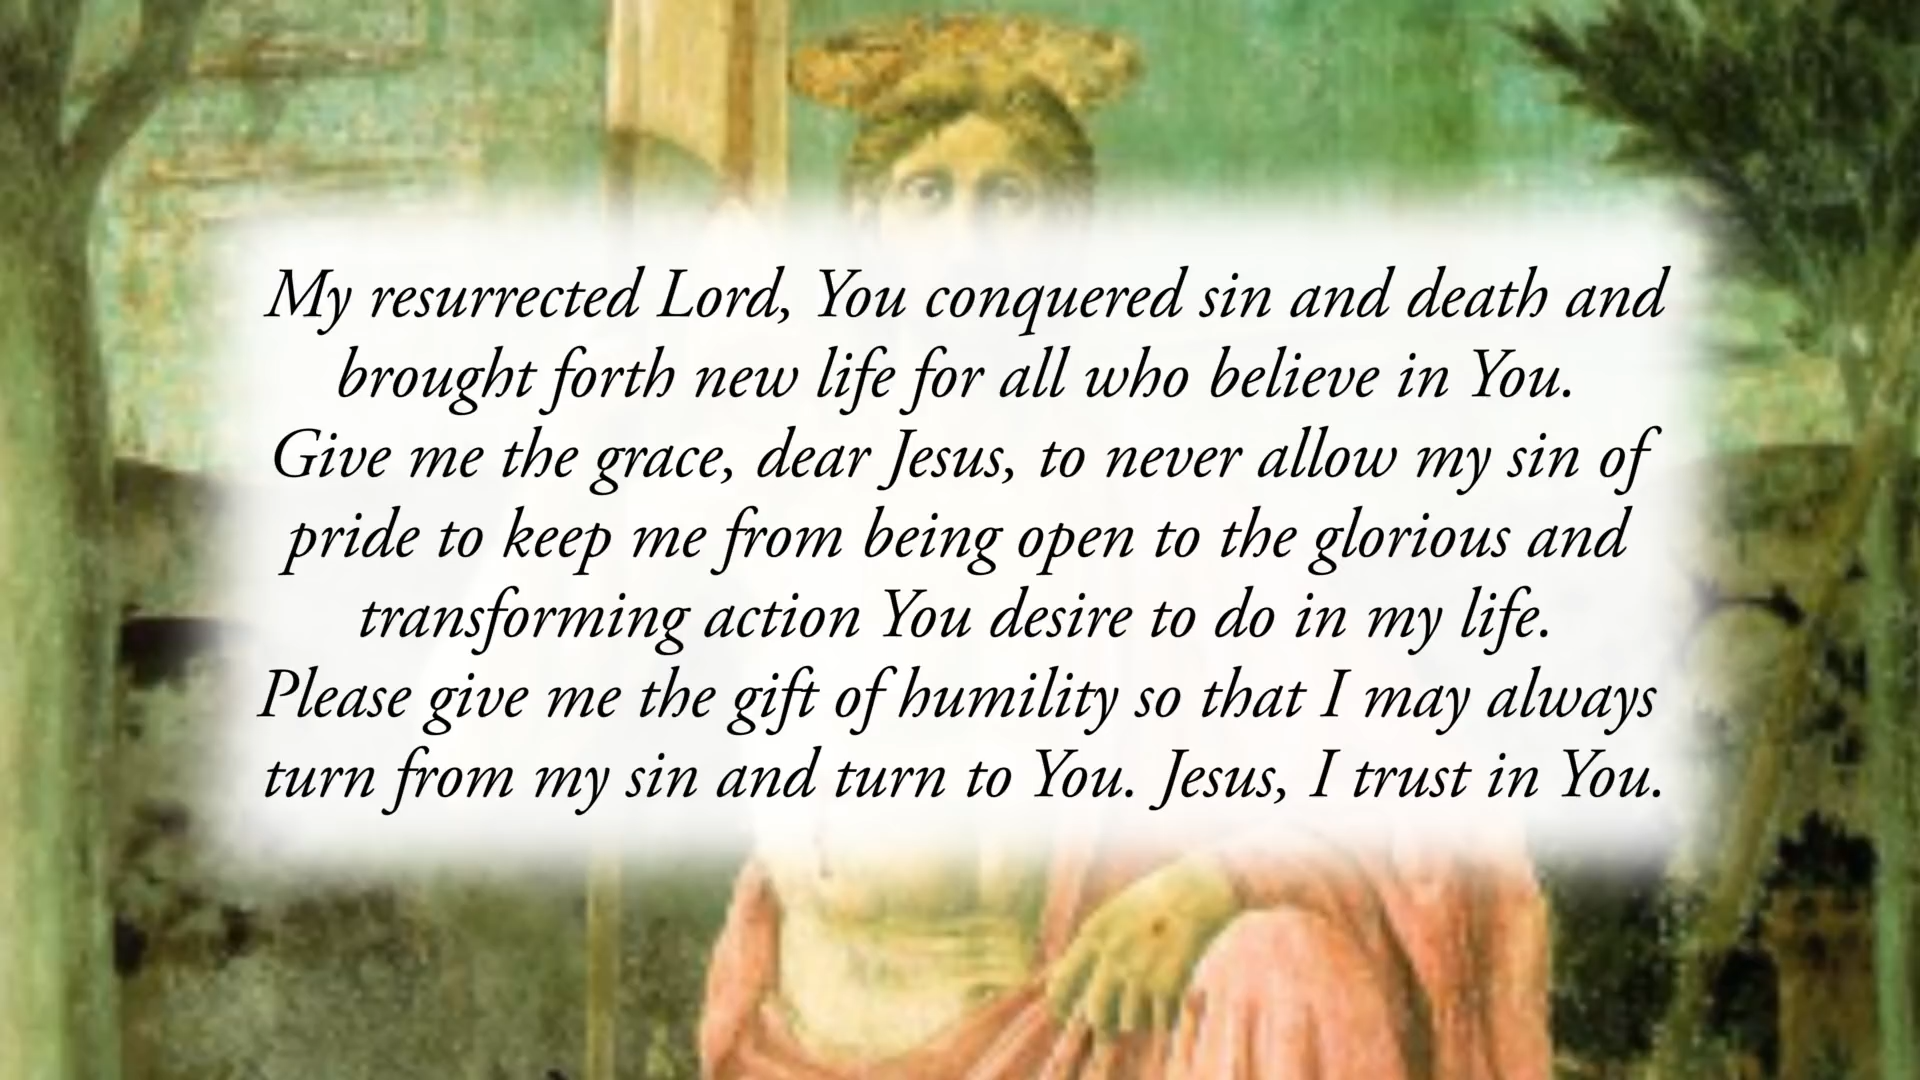 My resurrected Lord, You conquered sin and death and
brought forth new life for all who believe in You.
Give me the grace, dear Jesus, to never allow my sin of
pride to keep me from being open to the glorious and
transforming action You desire to do in my life.
Please give me the gift of humility so that I may always
turn from my sin and turn to You. Jesus, I trust in You.